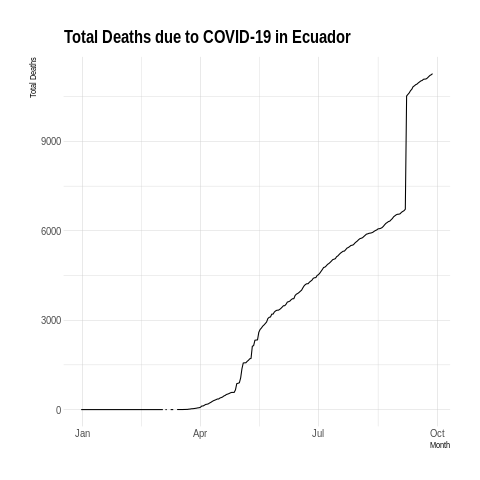 Total Deaths due to COVID-19 in Ecuador
Total Deaths
9000
6000
3000
0
Jan Apr Jul Oct
Month